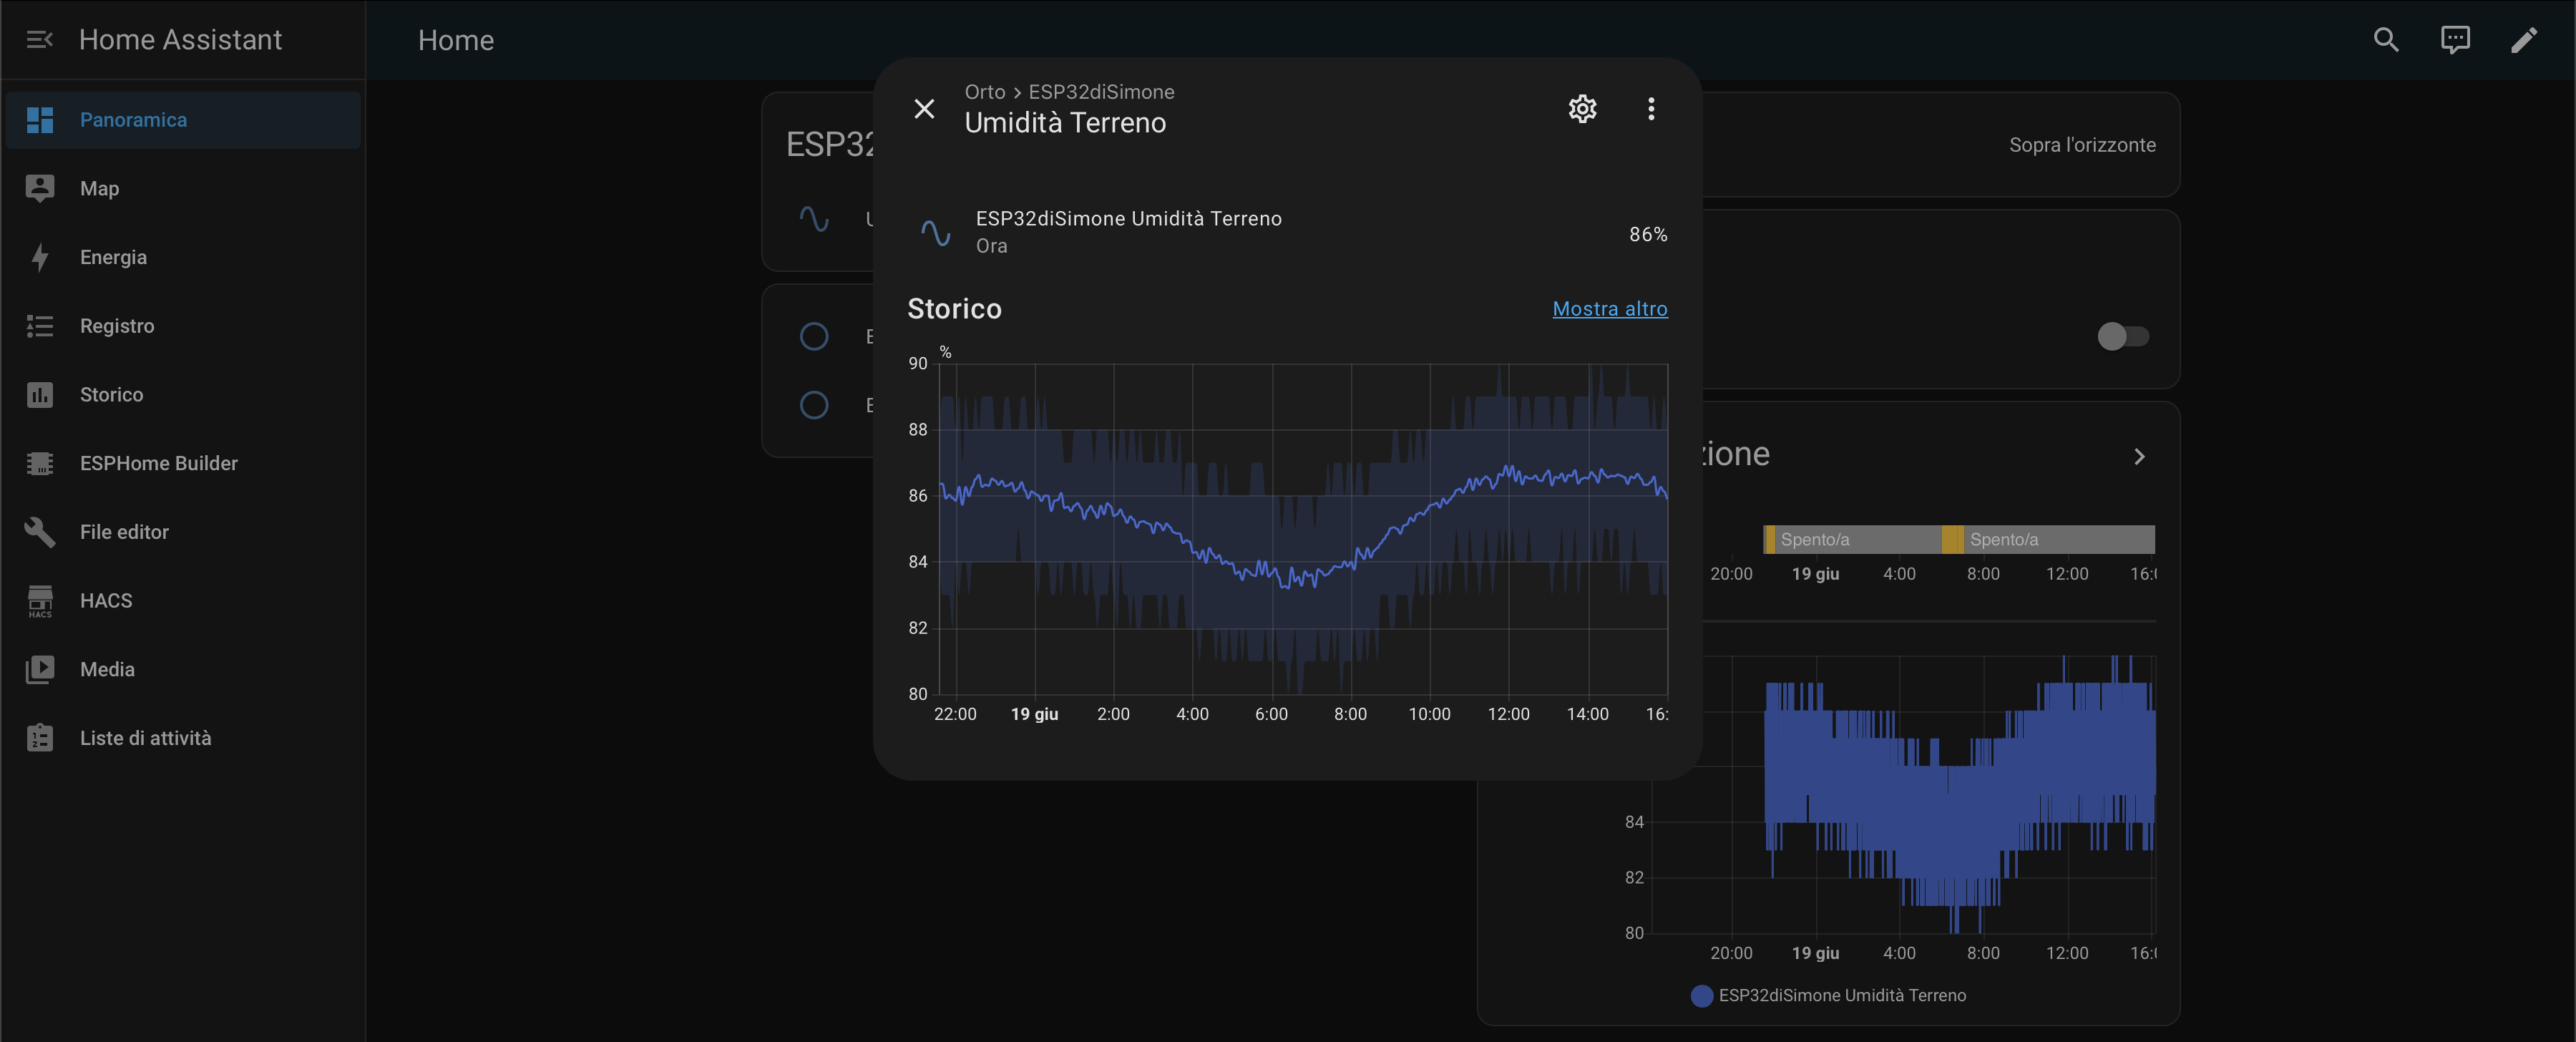 Home Assistant
Home
Panoramica
Map
Energia
Registro
Storico
ESPHome Builder
File editor
HACS
HACS
Media
Liste di attività
ESP32
Orto > ESP32diSimone
Umidità Terreno
ESP32diSimone Umidità Terreno
Ora
86%
Storico
Mostra altro
%
90
88
86
84
82
80
22:00 19 giu 2:00 4:00 6:00 8:00 10:00 12:00 14:00 16:
Sopra l'orizzonte
zione
Spento/a Spento/a
20:00 19 giu 4:00 8:00 12:00 16:0
84
82
80
20:00 19 giu 4:00 8:00 12:00 16:0
ESP32diSimone Umidità Terreno